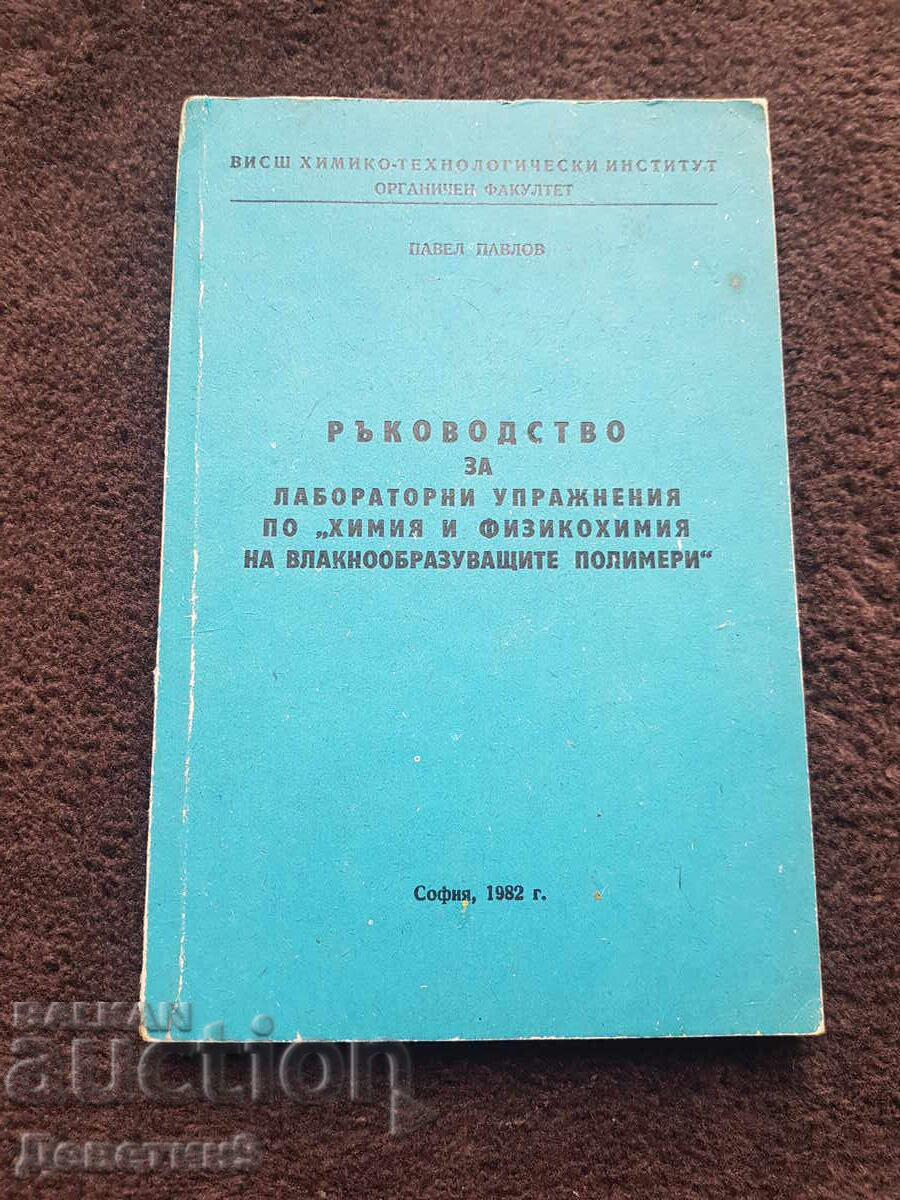 ВИСШ ХИМИКО-ТЕХНОЛОГИЧЕСКИ ИНСТИТУТ
ОРГАНИЧЕН ФАКУЛТЕТ
ПАВЕЛ ПАВЛОВ
РЪКОВОДСТВО
ЗА
ЛАБОРАТОРНИ УПРАЖНЕНИЯ
ПО „ХИМИЯ И ФИЗИКОХИМИЯ
НА ВЛАКНООБРАЗУВАЩИТЕ ПОЛИМЕРИ“
София, 1982 г.
BALKAN
auction
Деветин9